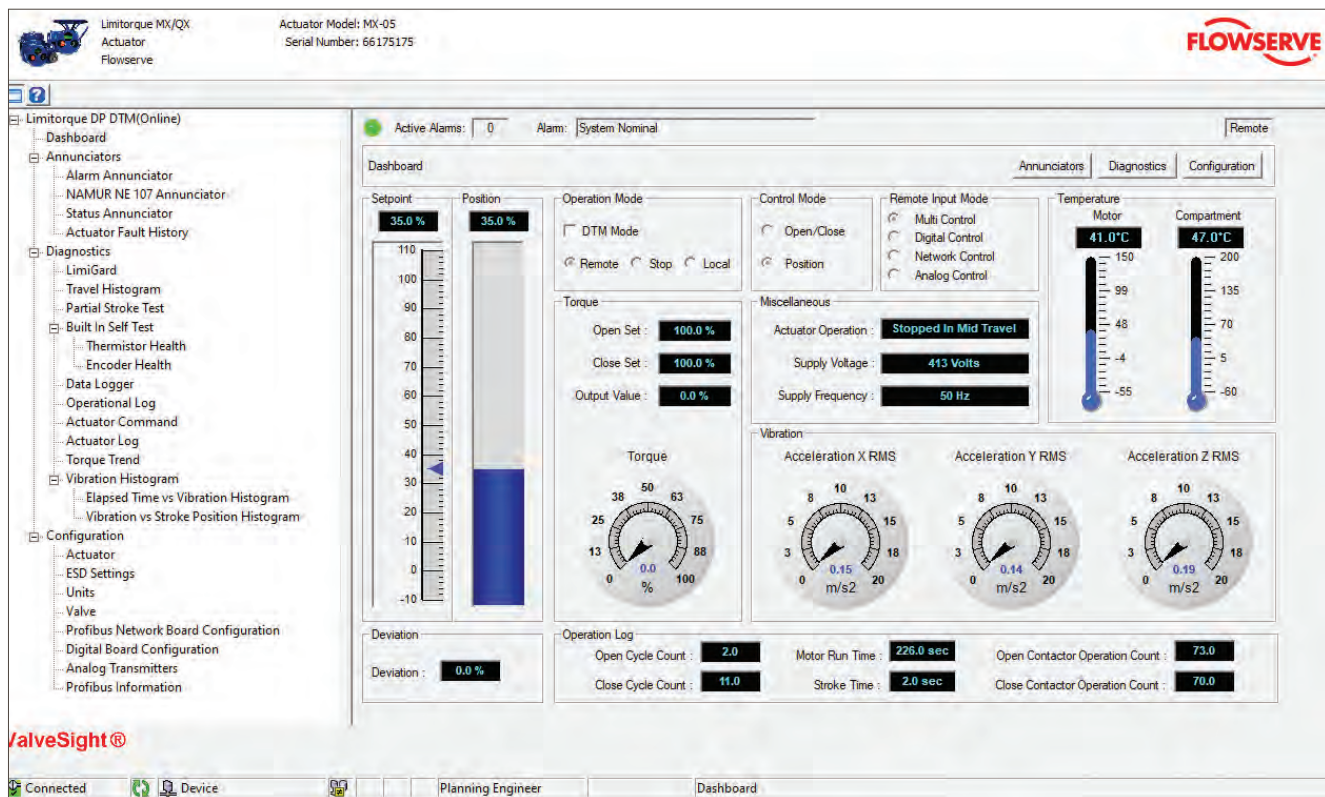 Limitorque MX/QX
Actuator
Flowserve
Actuator Model: MX-05
Serial Number: 66175175
FLOWSERVE
Limitorque DP DTM(Online)
Dashboard
Annunciators
Alarm Annunciator
NAMUR NE 107 Annunciator
Status Annunciator
Actuator Fault History
Diagnostics
LimiGard
Travel Histogram
Partial Stroke Test
Built In Self Test
Thermistor Health
Encoder Health
Data Logger
Operational Log
Actuator Command
Actuator Log
Torque Trend
Vibration Histogram
Elapsed Time vs Vibration Histogram
Vibration vs Stroke Position Histogram
Configuration
Actuator
ESD Settings
Units
Valve
Profibus Network Board Configuration
Digital Board Configuration
Analog Transmitters
Profibus Information
Active Alarms: 0 Alarm: System Nominal Remote
Dashboard Annunciators Diagnostics Configuration
Setpoint
35.0 %
110
100
90
80
70
60
50
40
30
20
10
0
-10
Position
35.0 %
Operation Mode
DTM Mode
Remote Stop Local
Control Mode
Open/Close
Position
Remote Input Mode
Multi Control
Digital Control
Network Control
Analog Control
Temperature
Motor
41.0°C
150
99
48
-4
-55
Compartment
47.0°C
200
135
70
5
-60
Torque
Open Set : 100.0 %
Close Set : 100.0 %
Output Value : 0.0 %
Torque
0 13 25 38 50 63 75 88 100
0.0
%
Miscellaneous
Actuator Operation : Stopped In Mid Travel
Supply Voltage : 413 Volts
Supply Frequency : 50 Hz
Vibration
Acceleration X RMS
0 3 5 8 10 13 15 18 20
0.15
m/s2
Acceleration Y RMS
0 3 5 8 10 13 15 18 20
0.14
m/s2
Acceleration Z RMS
0 3 5 8 10 13 15 18 20
0.19
m/s2
Deviation
Deviation : 0.0 %
Operation Log
Open Cycle Count : 2.0
Close Cycle Count : 11.0
Motor Run Time : 226.0 sec
Stroke Time : 2.0 sec
Open Contactor Operation Count : 73.0
Close Contactor Operation Count : 70.0
ValveSight®
Connected Device Planning Engineer Dashboard